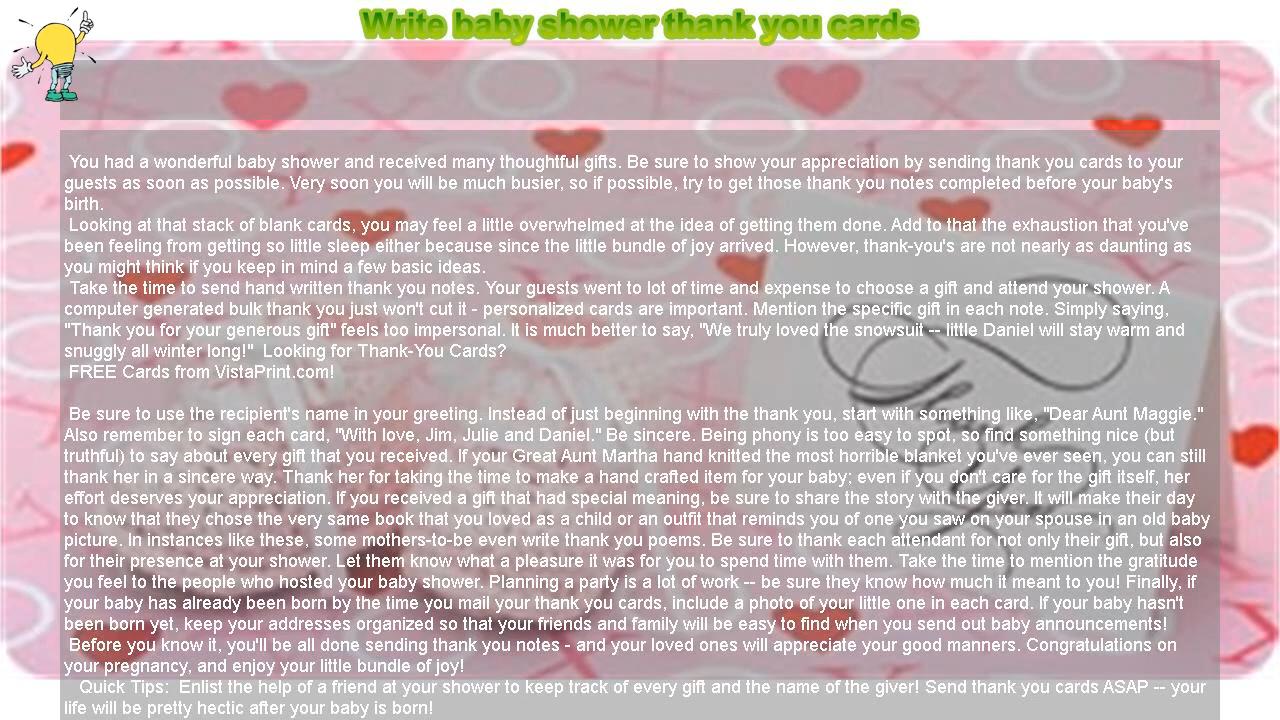 Write baby shower thank you cards
You had a wonderful baby shower and received many thoughtful gifts. Be sure to show your appreciation by sending thank you cards to your
guests as soon as possible. Very soon you will be much busier, so if possible, try to get those thank you notes completed before your baby's
birth.
Looking at that stack of blank cards, you may feel a little overwhelmed at the idea of getting them done. Add to that the exhaustion that you've
been feeling from getting so little sleep either because since the little bundle of joy arrived. However, thank-you's are not nearly as daunting as
you might think if you keep in mind a few basic ideas.
Take the time to send hand written thank you notes. Your guests went to lot of time and expense to choose a gift and attend your shower. A
computer generated bulk thank you just won't cut it - personalized cards are important. Mention the specific gift in each note. Simply saying,
"Thank you for your generous gift" feels too impersonal. It is much better to say, "We truly loved the snowsuit -- little Daniel will stay warm and
snuggly all winter long!"  Looking for Thank-You Cards?
FREE Cards from VistaPrint.com!
Be sure to use the recipient's name in your greeting. Instead of just beginning with the thank you, start with something like, "Dear Aunt Maggie."
Also remember to sign each card, "With love, Jim, Julie and Daniel." Be sincere. Being phony is too easy to spot, so find something nice (but
truthful) to say about every gift that you received. If your Great Aunt Martha hand knitted the most horrible blanket you've ever seen, you can still
thank her in a sincere way. Thank her for taking the time to make a hand crafted item for your baby; even if you don't care for the gift itself, her
effort deserves your appreciation. If you received a gift that had special meaning, be sure to share the story with the giver. It will make their day
to know that they chose the very same book that you loved as a child or an outfit that reminds you of one you saw on your spouse in an old baby
picture. In instances like these, some mothers-to-be even write thank you poems. Be sure to thank each attendant for not only their gift, but also
for their presence at your shower. Let them know what a pleasure it was for you to spend time with them. Take the time to mention the gratitude
you feel to the people who hosted your baby shower. Planning a party is a lot of work -- be sure they know how much it meant to you! Finally, if
your baby has already been born by the time you mail your thank you cards, include a photo of your little one in each card. If your baby hasn't
been born yet, keep your addresses organized so that your friends and family will be easy to find when you send out baby announcements!
Before you know it, you'll be all done sending thank you notes - and your loved ones will appreciate your good manners. Congratulations on
your pregnancy, and enjoy your little bundle of joy!
Quick Tips:  Enlist the help of a friend at your shower to keep track of every gift and the name of the giver! Send thank you cards ASAP -- your
life will be pretty hectic after your baby is born!